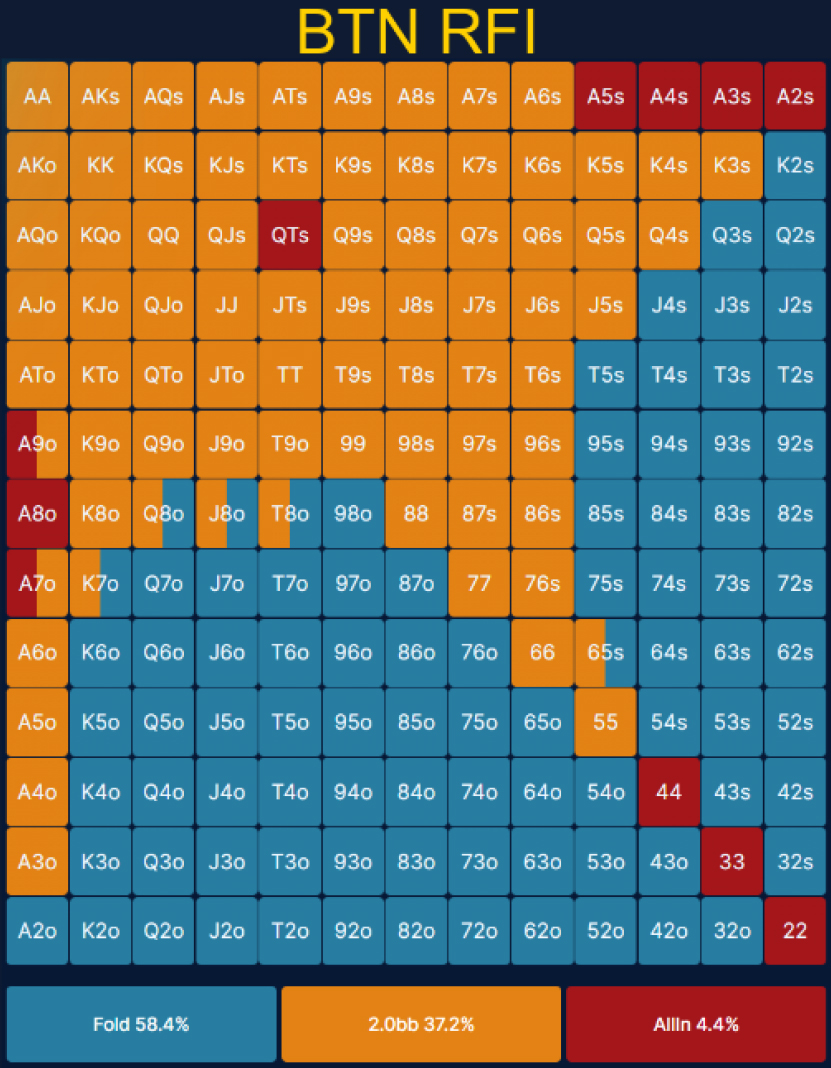 BTN RFI
AA AKs AQs AJs ATs A9s A8s A7s A6s A5s A4s A3s A2s
AKo KK KQs KJs KTs K9s K8s K7s K6s K5s K4s K3s K2s
AQo KQo QQ QJs QTs Q9s Q8s Q7s Q6s Q5s Q4s Q3s Q2s
AJo KJo QJo JJ JTs J9s J8s J7s J6s J5s J4s J3s J2s
ATo KTo QTo JTo TT T9s T8s T7s T6s T5s T4s T3s T2s
A9o K9o Q9o J9o T9o 99 98s 97s 96s 95s 94s 93s 92s
A8o K8o Q8o J8o T8o 98o 88 87s 86s 85s 84s 83s 82s
A7o K7o Q7o J7o T7o 97o 87o 77 76s 75s 74s 73s 72s
A6o K6o Q6o J6o T6o 96o 86o 76o 66 65s 64s 63s 62s
A5o K5o Q5o J5o T5o 95o 85o 75o 65o 55 54s 53s 52s
A4o K4o Q4o J4o T4o 94o 84o 74o 64o 54o 44 43s 42s
A3o K3o Q3o J3o T3o 93o 83o 73o 63o 53o 43o 33 32s
A2o K2o Q2o J2o T2o 92o 82o 72o 62o 52o 42o 32o 22
Fold 58.4% 2.0bb 37.2% AllIn 4.4%